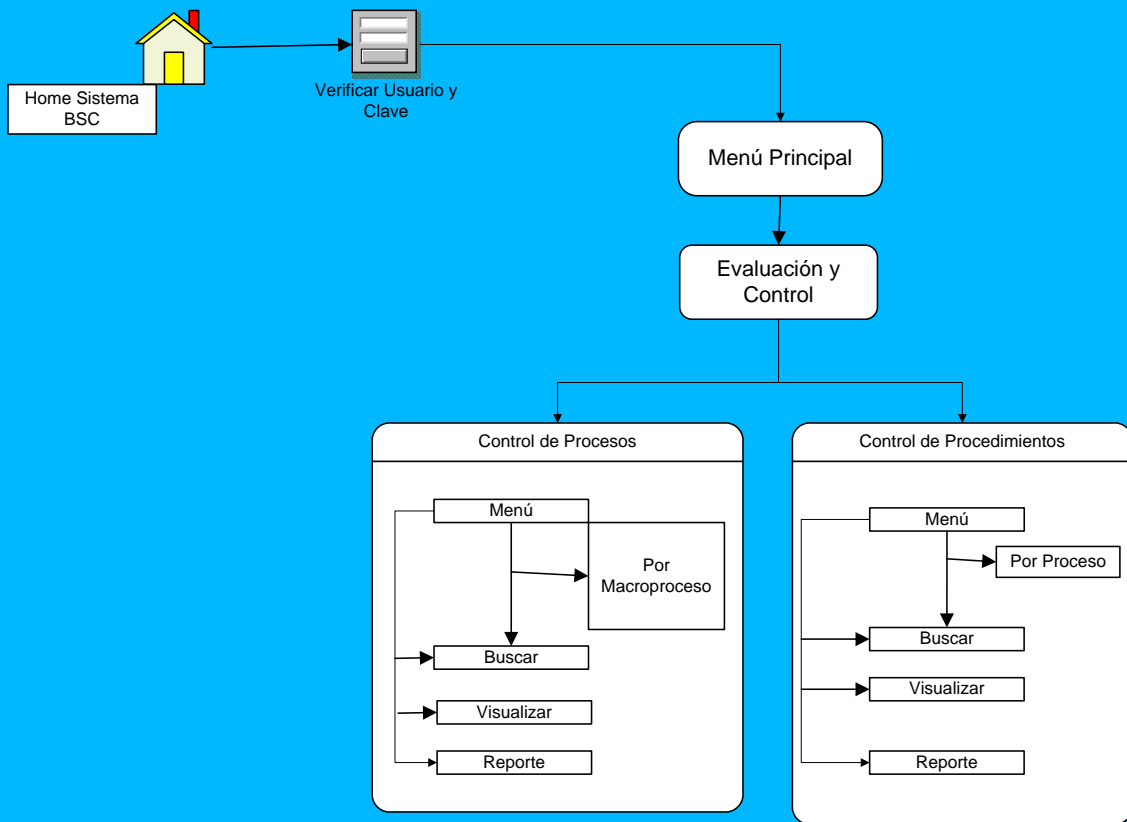 Home Sistema
BSC
Verificar Usuario y
Clave
Menú Principal
Evaluación y
Control
Control de Procesos
Menú
Por
Macroproceso
Buscar
Visualizar
Reporte
Control de Procedimientos
Menú
Por Proceso
Buscar
Visualizar
Reporte